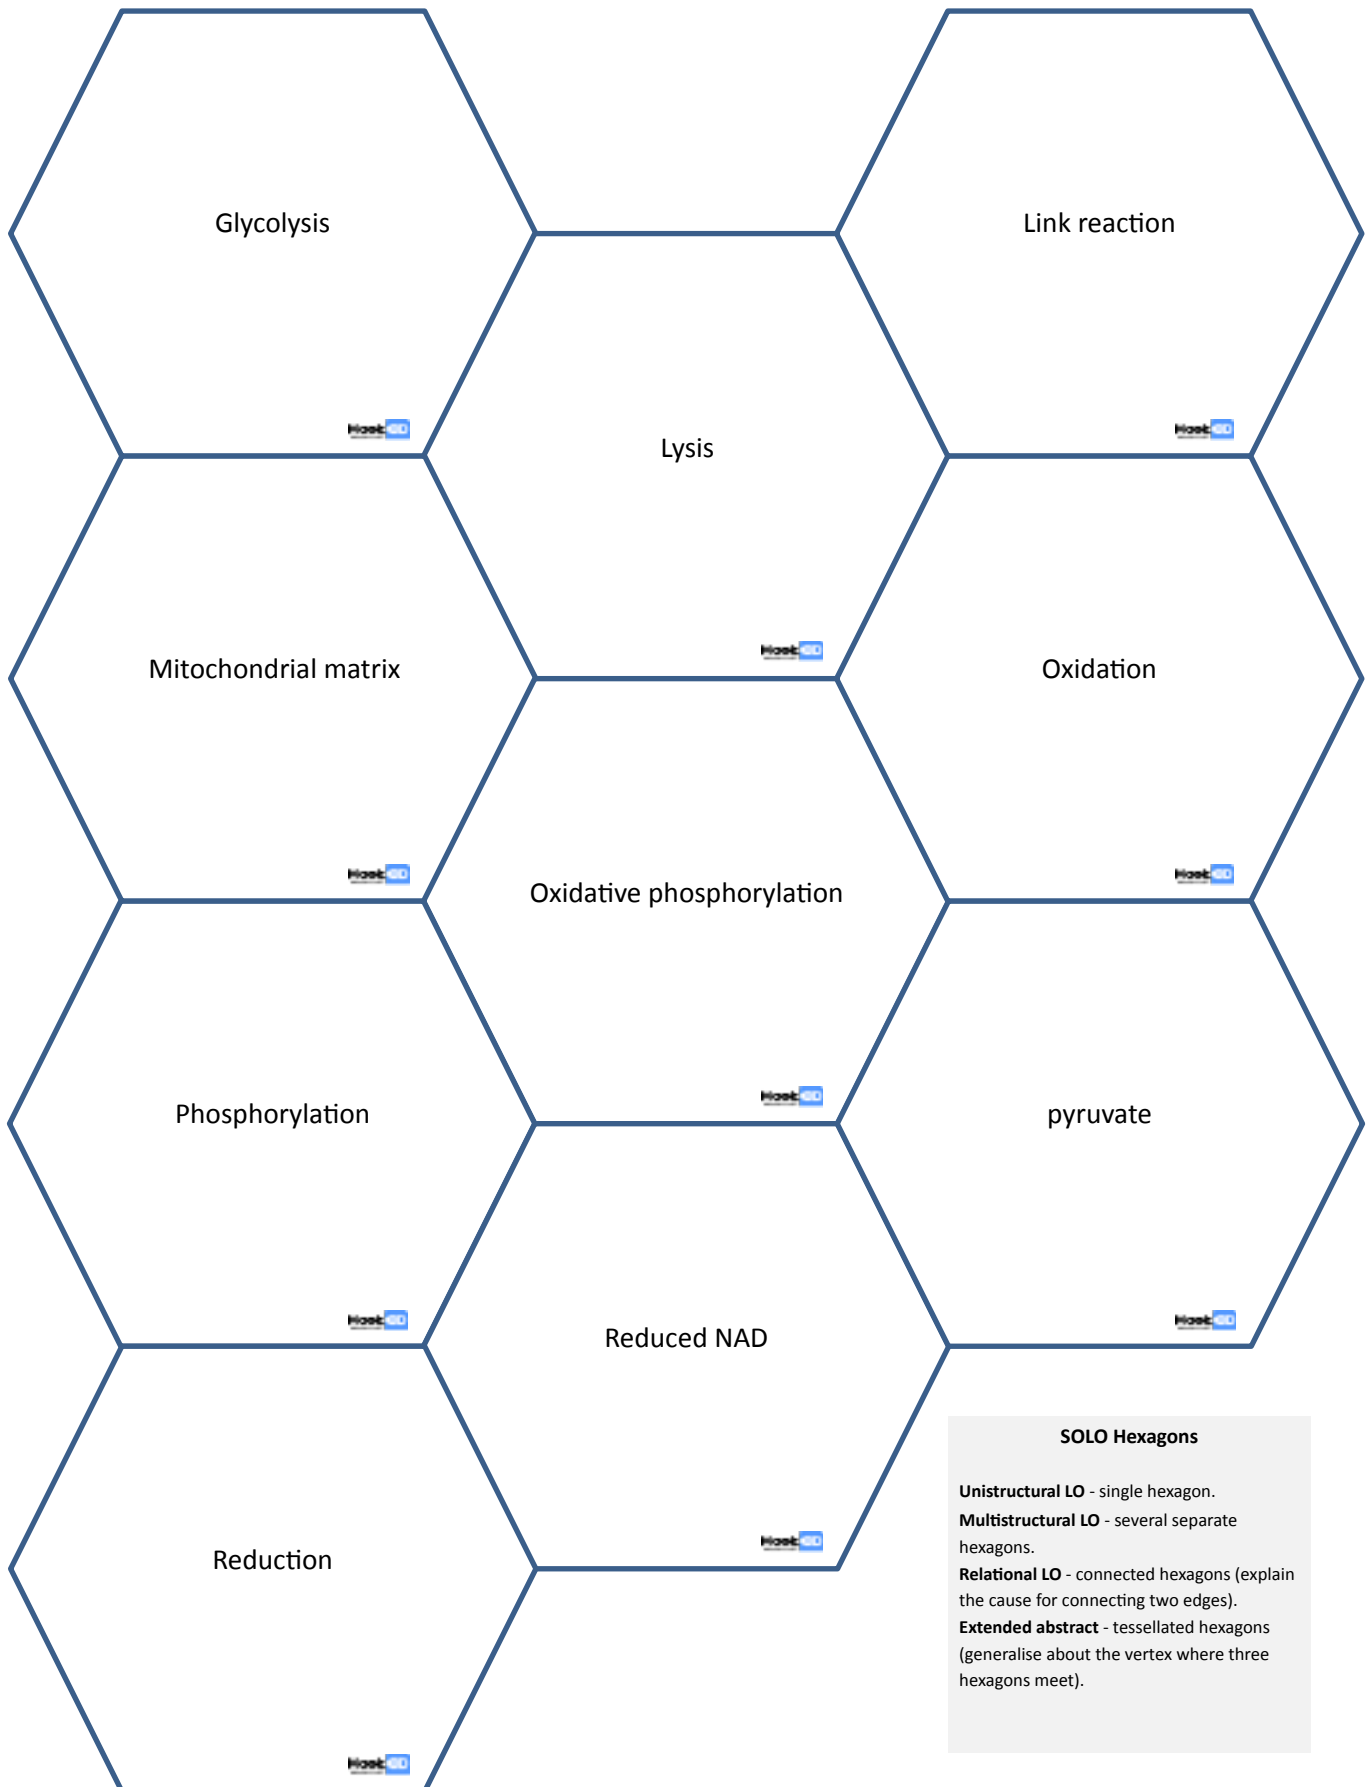 Glycolysis
Link reaction
Lysis
Mitochondrial matrix
Oxidation
Oxidative phosphorylation
Phosphorylation
pyruvate
Reduced NAD
Reduction
SOLO Hexagons
Unistructural LO - single hexagon.
Multistructural LO - several separate
hexagons.
Relational LO - connected hexagons (explain
the cause for connecting two edges).
Extended abstract - tessellated hexagons
(generalise about the vertex where three
hexagons meet).